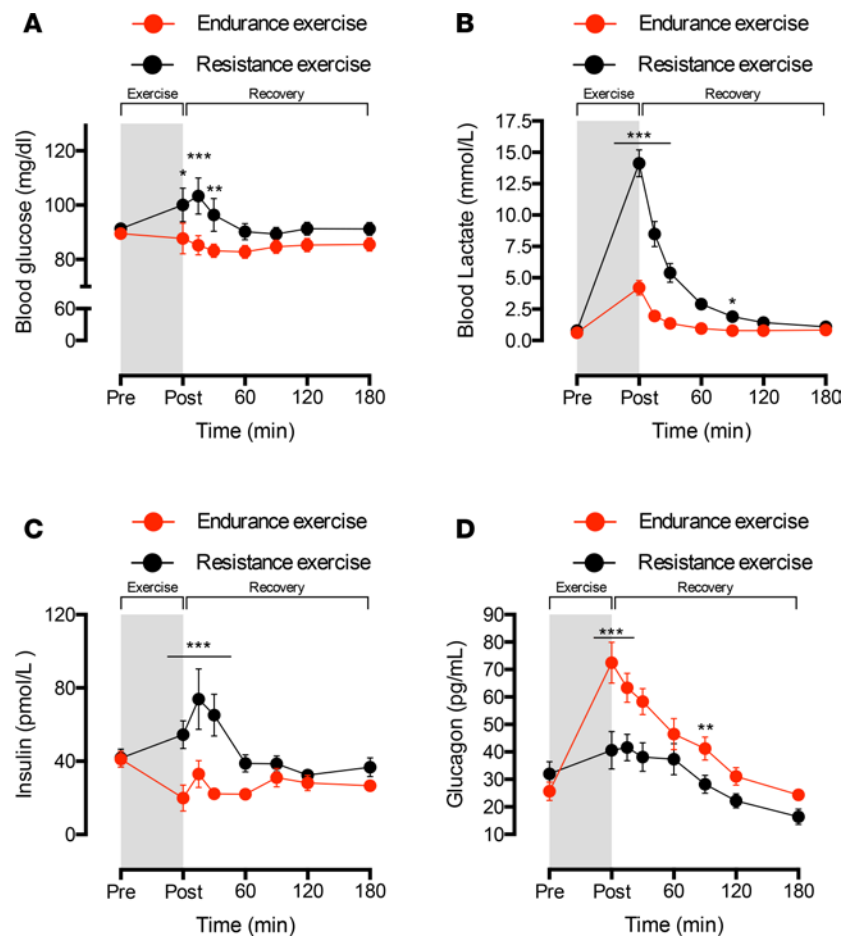 A
Endurance exercise
Resistance exercise
Exercise
Recovery
Blood glucose (mg/dl)
120
100
80
60
0
*
***
**
Pre
Post
60
120
180
Time (min)
B
Endurance exercise
Resistance exercise
Exercise
Recovery
Blood Lactate (mmol/L)
17.5
15.0
12.5
10.0
7.5
5.0
2.5
0.0
***
*
Pre
Post
60
120
180
Time (min)
C
Endurance exercise
Resistance exercise
Exercise
Recovery
Insulin (pmol/L )
120
80
40
0
***
Pre
Post
60
120
180
Time (min)
D
Endurance exercise
Resistance exercise
Exercise
Recovery
Glucagon (pg/mL)
90
80
70
60
50
40
30
20
10
***
**
Pre
Post
60
120
180
Time (min)